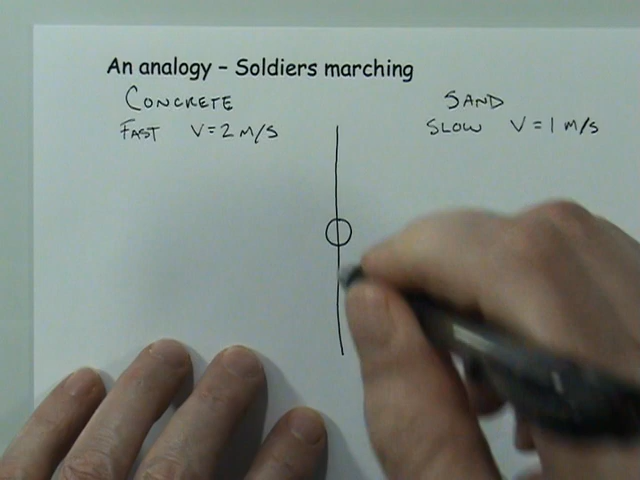 An analogy – Soldiers marching
CONCRETE
FAST V=2 M/S
SAND
SLOW V=1 M/S